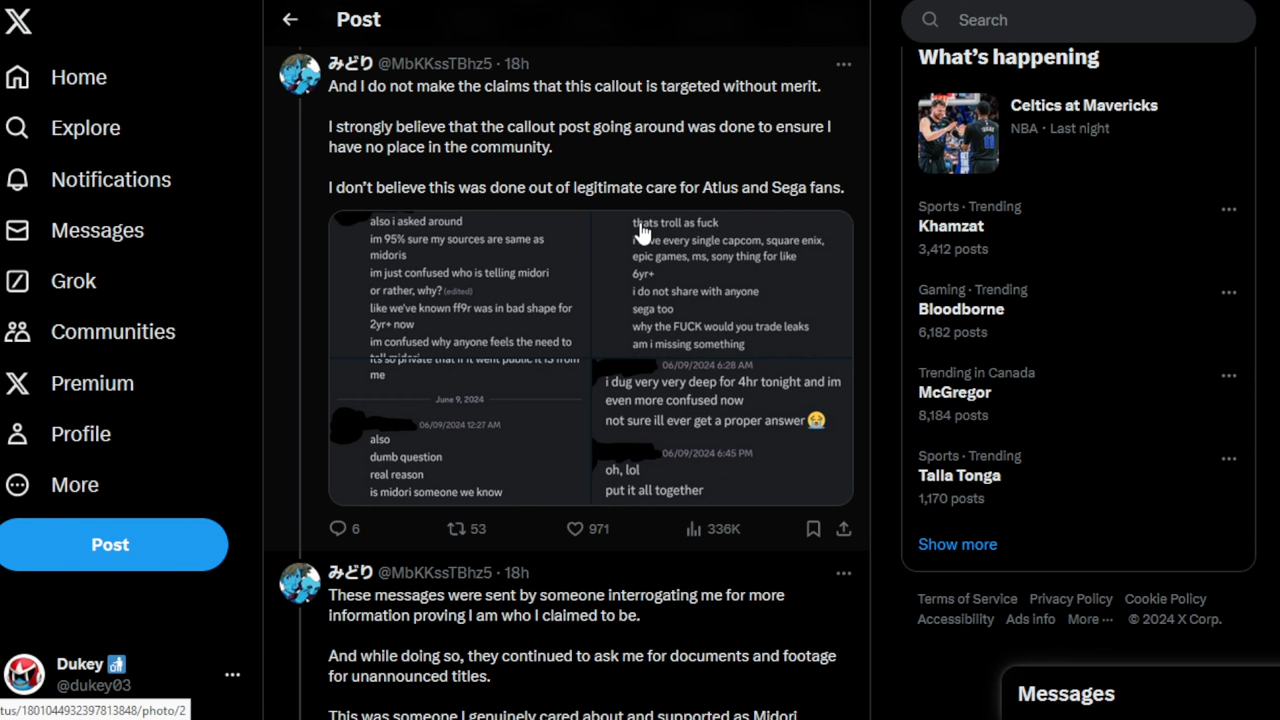 Post
Search
Home
Explore
Notifications
Messages
Grok
Communities
Premium
Profile
More
Post
Dukey
@dukey03
tus/1801044932397813848/photo/2
みどり @MbKKssTBhz5 · 18h
And I do not make the claims that this callout is targeted without merit.
I strongly believe that the callout post going around was done to ensure I
have no place in the community.
I don't believe this was done out of legitimate care for Atlus and Sega fans.
also i asked around
im 95% sure my sources are same as
midoris
im just confused who is telling midori
or rather, why? (edited)
like we've known ff9r was in bad shape for
2yr+ now
im confused why anyone feels the need to
tell midori
thats troll as fuck
every single capcom, square enix,
epic games, ms, sony thing for like
6yr+
i do not share with anyone
sega too
why the FUCK would you trade leaks
am i missing something
its so private that if it went public it IS from
me
June 9, 2024
06/09/2024 12:27 AM
also
dumb question
real reason
is midori someone we know
06/09/2024 6:28 AM
i dug very very deep for 4hr tonight and im
even more confused now
not sure ill ever get a proper answer 😭
06/09/2024 6:45 PM
oh, lol
put it all together
6 53 971 336K
みどり @MbKKssTBhz5 · 18h
These messages were sent by someone interrogating me for more
information proving I am who I claimed to be.
And while doing so, they continued to ask me for documents and footage
for unannounced titles.
This was someone I genuinely cared about and supported as Midori
What's happening
Celtics at Mavericks
NBA · Last night
Sports · Trending
Khamzat
3,412 posts
Gaming · Trending
Bloodborne
6,182 posts
Trending in Canada
McGregor
8,184 posts
Sports · Trending
Talla Tonga
1,170 posts
Show more
Terms of Service Privacy Policy Cookie Policy
Accessibility Ads info More ··· © 2024 X Corp.
Messages